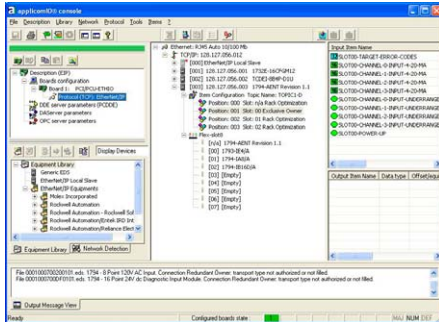 applicomIO® console
File Description Library Network Protocol Tools Items ?
Description (EIP)
Boards configuration
Board 1: PCI/PCU-ETHIO
Protocol (TCP): EtherNet/IP
DDE server parameters (PCDDE)
DAServer parameters
OPC server parameters
Display Devices
Equipment Library
Generic EDS
EtherNet/IP Local Slave
EtherNet/IP Equipments
Molex Incorporated
Rockwell Automation
Rockwell Automation - Rockwell Sof
Rockwell Automation/Entek IRD Int
Rockwell Automation/Reliance Elect
Equipment Library
Network Detection
Ethernet: RJ45 Auto 10/100 Mb
TCP/IP: 128.127.056.012
[000] EtherNet/IP Local Slave
[001] 128.127.056.001
[002] 128.127.056.002
[003] 128.127.056.003 1794-AENT Revision 1.1
Item Configuration - Topic Name: TOPIC1-D
Position: 000 Slot: n/a Rack Optimization
Position: 001 Slot: 00 Exclusive Owner
Position: 002 Slot: 01 Rack Optimization
Position: 003 Slot: 02 Rack Optimization
[n/a] 1794-AENT Revision 1.1
[00] 1793-IE4/A
[01] 1794-IA8/A
[02] 1794-IB16D/A
[03] [Empty]
[04] [Empty]
[05] [Empty]
[06] [Empty]
[07] [Empty]
Input Item Name
SLOT00-TARGET-ERROR-CODES
SLOT00-CHANNEL-0-INPUT-4-20-MA
SLOT00-CHANNEL-1-INPUT-4-20-MA
SLOT00-CHANNEL-2-INPUT-4-20-MA
SLOT00-CHANNEL-3-INPUT-4-20-MA
SLOT00-CHANNEL-0-INPUT-UNDERRANGE
SLOT00-CHANNEL-1-INPUT-UNDERRANGE
SLOT00-CHANNEL-2-INPUT-UNDERRANGE
SLOT00-CHANNEL-3-INPUT-UNDERRANGE
SLOT00-POWER-UP
Output Item Name Data type Offset/equ
File 0001000700200101.eds. 1794 - 8 Point 120V AC Input. Connection Redundant Owner: transport type not authorized or not filled.
File 0001000700DF0101.eds. 1794 - 16 Point 24V dc Diagnostic Input Module. Connection Redundant Owner: transport type not authorized or not filled.
Output Message View
Ready
Configured boards state :
MAJ NUM DEF